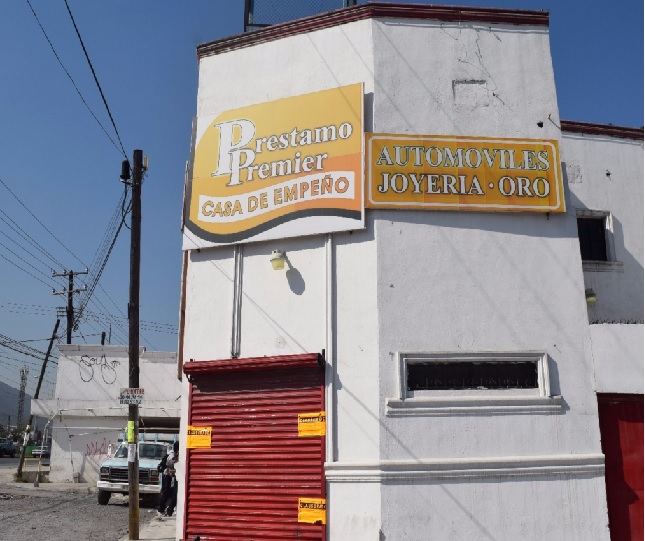 Prestamo
Premier
CASA DE EMPEÑO
AUTOMOVILES
JOYERIA · ORO